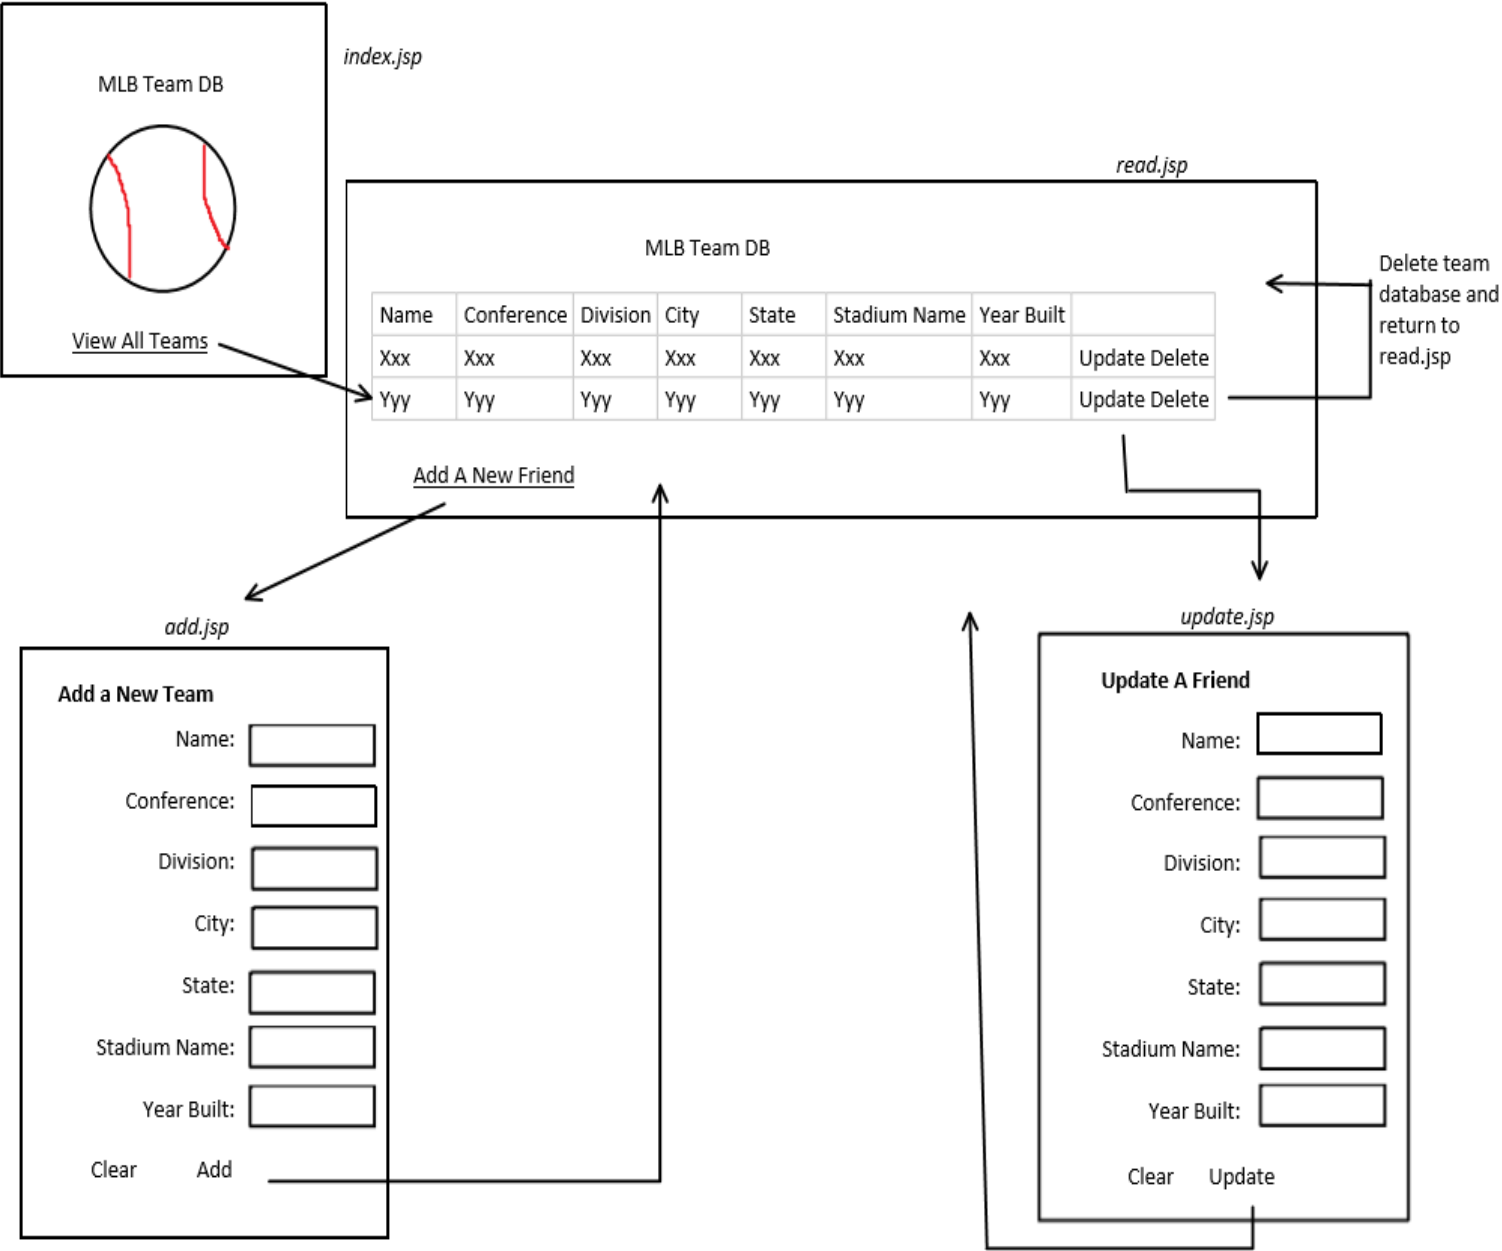 index.jsp
MLB Team DB
View All Teams
read.jsp
MLB Team DB
Name Conference Division City State Stadium Name Year Built
Xxx Xxx Xxx Xxx Xxx Xxx Xxx Update Delete
Yyy Yyy Yyy Yyy Yyy Yyy Yyy Update Delete
Add A New Friend
Delete team
database and
return to
read.jsp
add.jsp
Add a New Team
Name:
Conference:
Division:
City:
State:
Stadium Name:
Year Built:
Clear Add
update.jsp
Update A Friend
Name:
Conference:
Division:
City:
State:
Stadium Name:
Year Built:
Clear Update